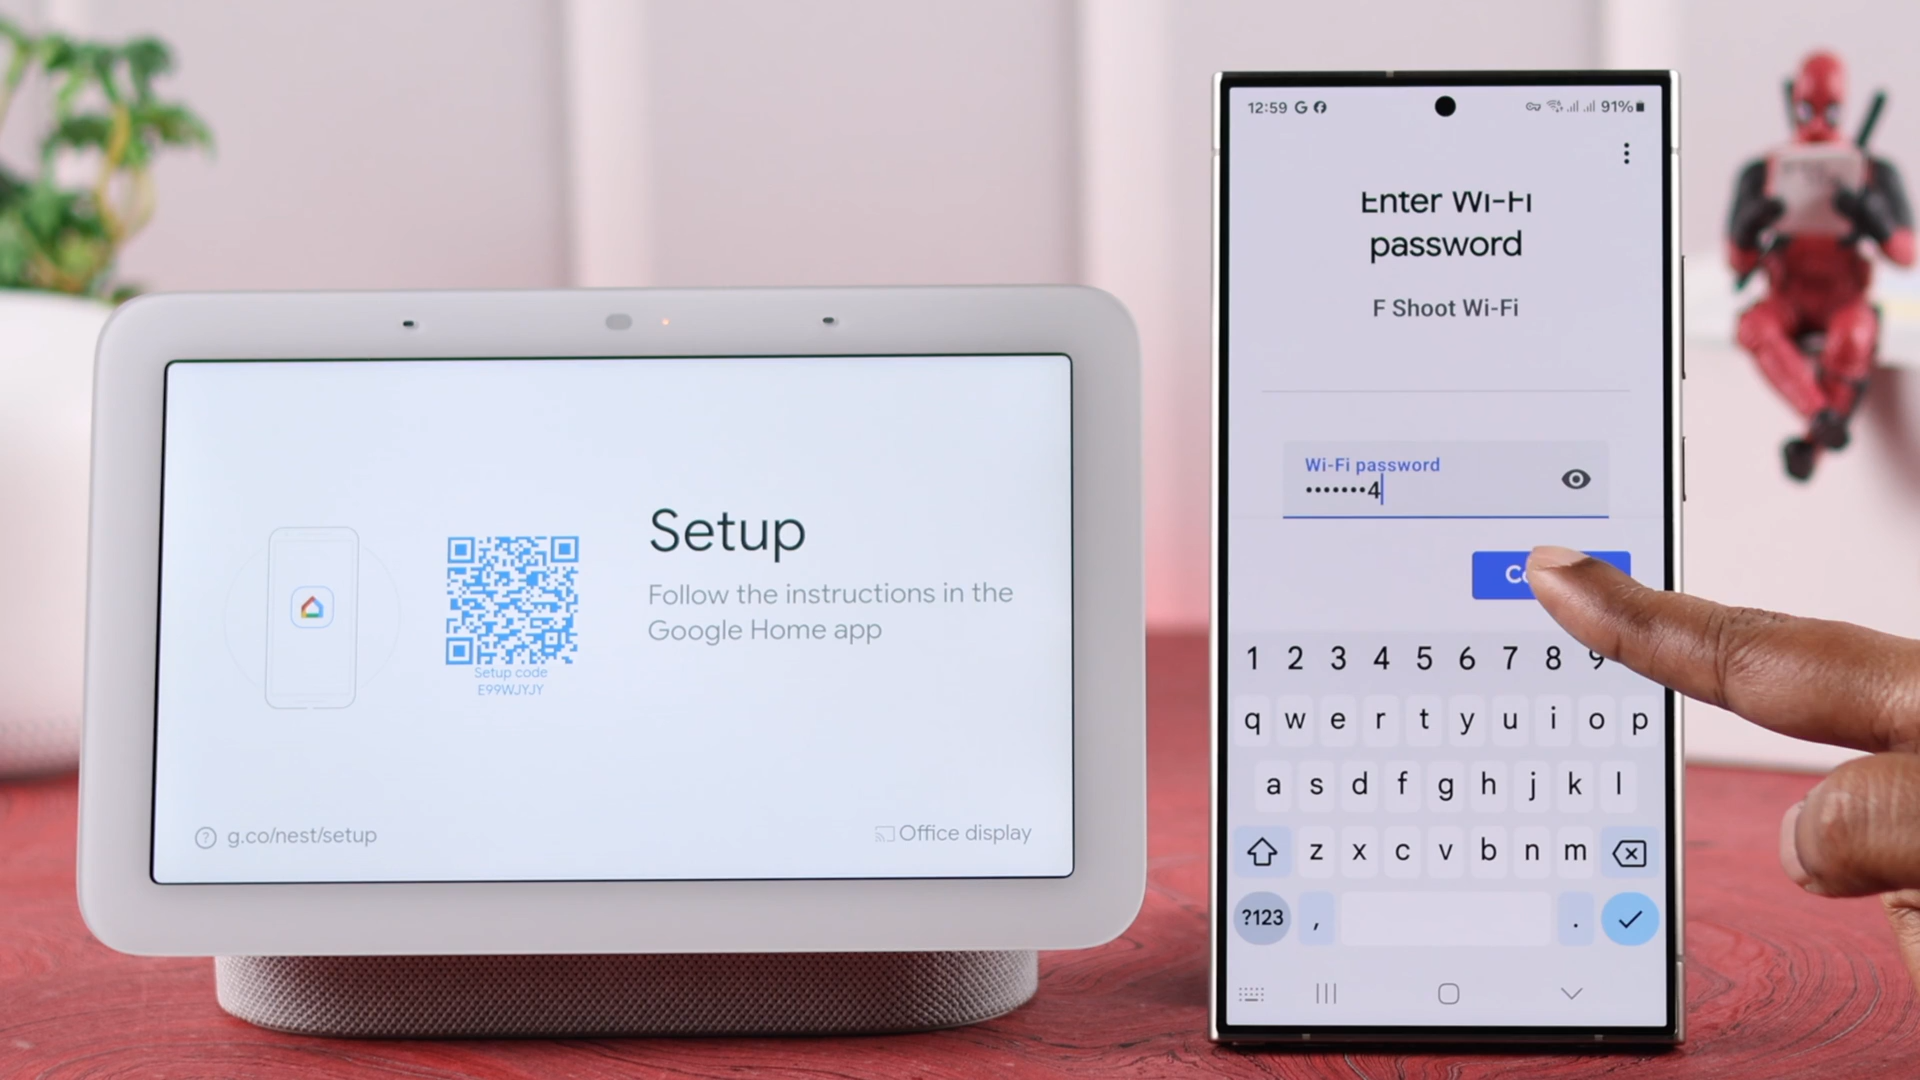 Setup
Follow the instructions in the
Google Home app
Setup code
E99WJYJY
g.co/nest/setup
Office display
12:59 G
91%
Enter Wi-Fi
password
F Shoot Wi-Fi
Wi-Fi password
•••••••4
1 2 3 4 5 6 7 8 9
q w e r t y u i o p
a s d f g h j k l
z x c v b n m
?123 , .